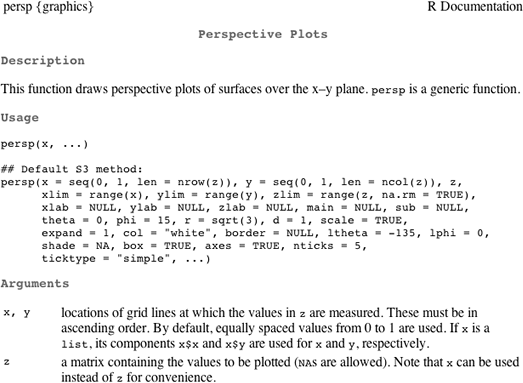 persp {graphics} R Documentation
Perspective Plots
Description
This function draws perspective plots of surfaces over the x–y plane. persp is a generic function.
Usage
persp(x, ...)
## Default S3 method:
persp(x = seq(0, 1, len = nrow(z)), y = seq(0, 1, len = ncol(z)), z,
xlim = range(x), ylim = range(y), zlim = range(z, na.rm = TRUE),
xlab = NULL, ylab = NULL, zlab = NULL, main = NULL, sub = NULL,
theta = 0, phi = 15, r = sqrt(3), d = 1, scale = TRUE,
expand = 1, col = "white", border = NULL, ltheta = -135, lphi = 0,
shade = NA, box = TRUE, axes = TRUE, nticks = 5,
ticktype = "simple", ...)
Arguments
x, y locations of grid lines at which the values in z are measured. These must be in
ascending order. By default, equally spaced values from 0 to 1 are used. If x is a
list, its components x$x and x$y are used for x and y, respectively.
z a matrix containing the values to be plotted (NAs are allowed). Note that x can be used
instead of z for convenience.